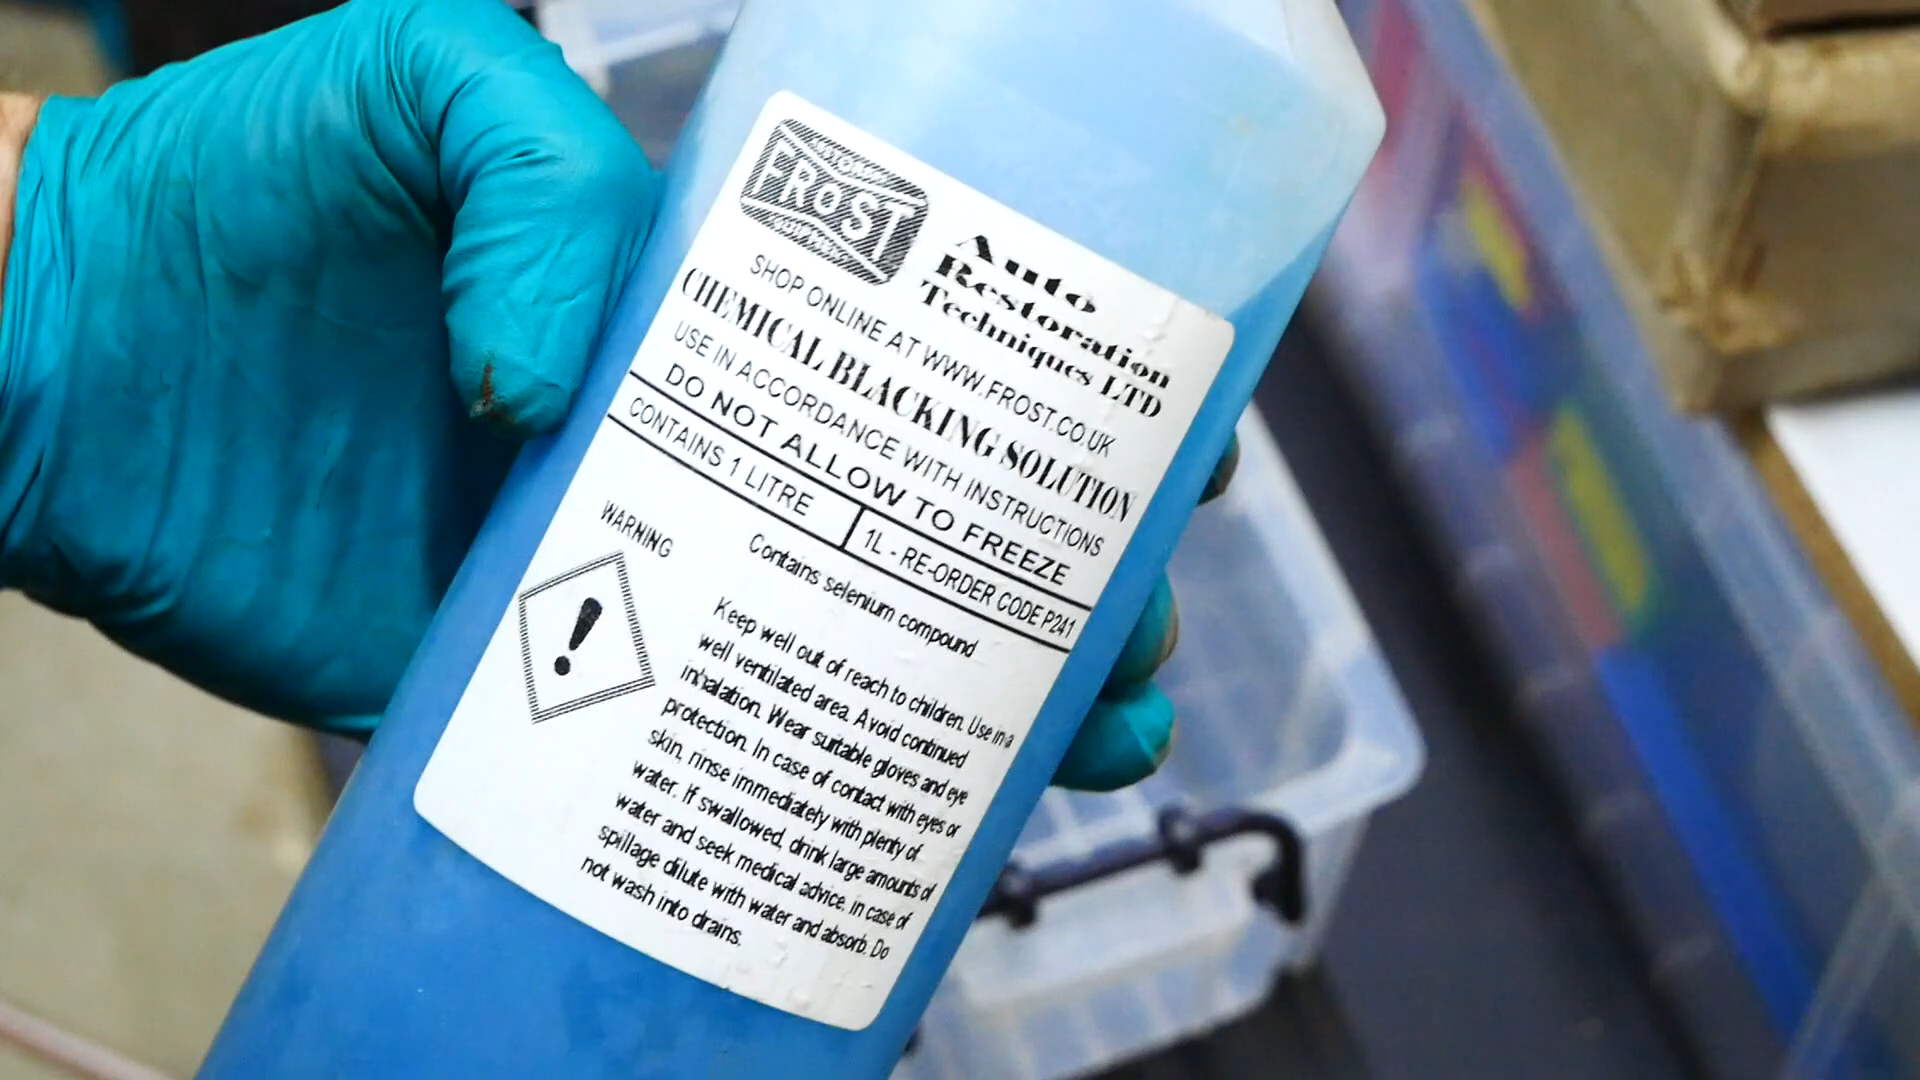 FROST
Auto
Restoration
Techniques LTD
SHOP ONLINE AT WWW.FROST.CO.UK
CHEMICAL BLACKING SOLUTION
USE IN ACCORDANCE WITH INSTRUCTIONS
DO NOT ALLOW TO FREEZE
CONTAINS 1 LITRE
1L - RE-ORDER CODE P241
WARNING
Contains selenium compound
Keep well out of reach to children. Use in a
well ventilated area. Avoid continued
inhalation. Wear suitable gloves and eye
protection. In case of contact with eyes or
skin, rinse immediately with plenty of
water. If swallowed, drink large amounts of
water and seek medical advice. in case of
spillage dilute with water and absorb. Do
not wash into drains.